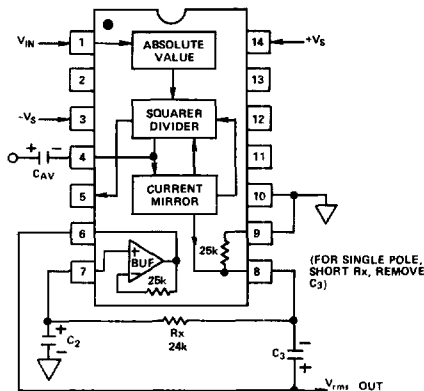 V_IN
1
ABSOLUTE
VALUE
14
+V_S
2
13
-V_S
3
SQUARER
DIVIDER
12
+
-
4
C_AV
11
5
CURRENT
MIRROR
10
6
25k
9
7
+
BUF
-
25k
8
(FOR SINGLE POLE,
SHORT Rx, REMOVE
C3)
+
C2
-
Rx
24k
-
C3
+
V_rms OUT